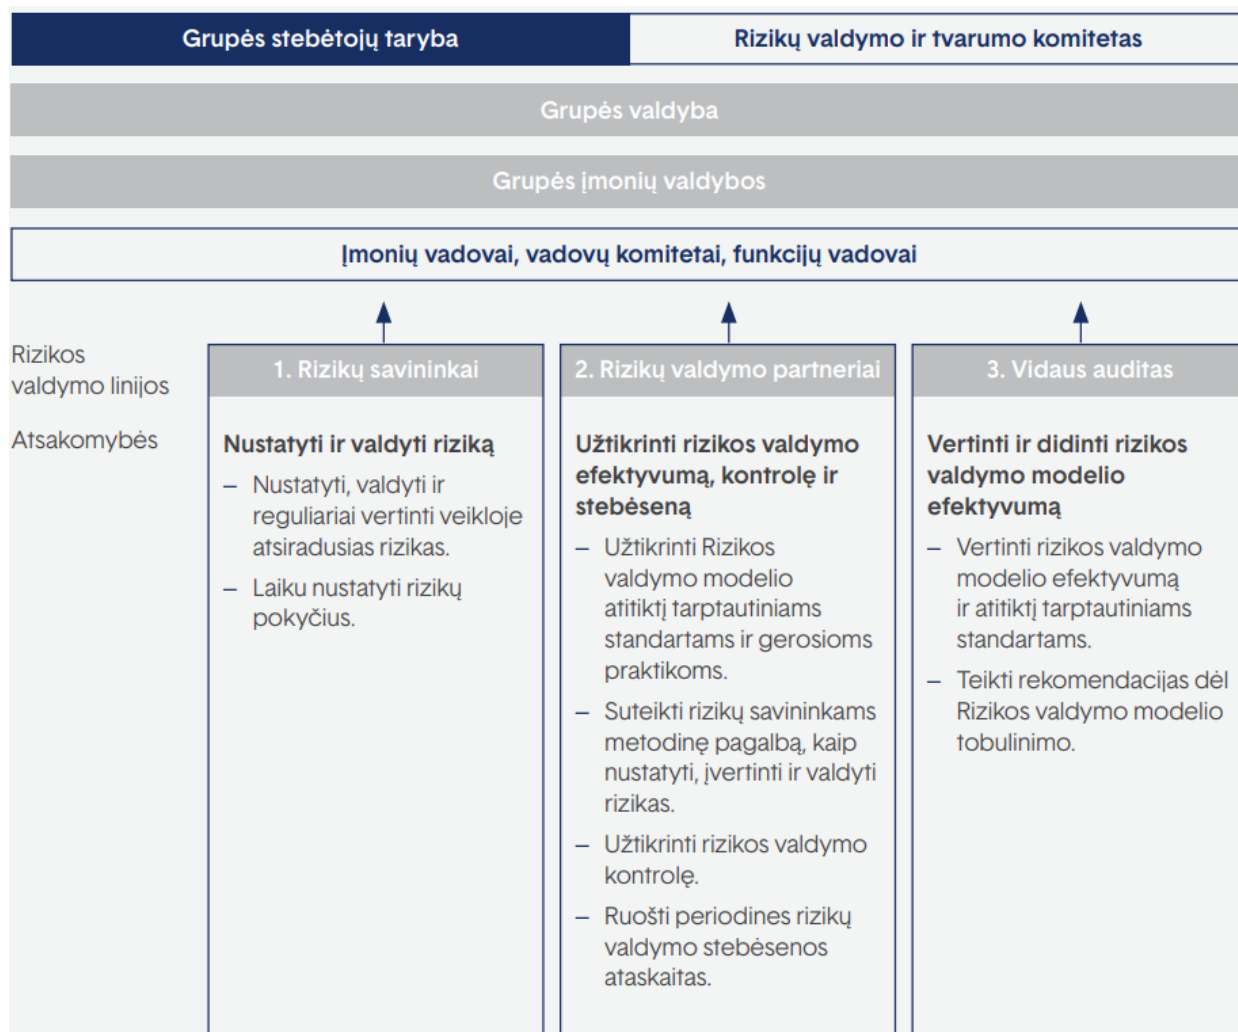 Grupės stebėtojų taryba
Rizikų valdymo ir tvarumo komitetas
Grupės valdyba
Grupės įmonių valdybos
Įmonių vadovai, vadovų komitetai, funkcijų vadovai
Rizikos
valdymo linijos
1. Rizikų savininkai
2. Rizikų valdymo partneriai
3. Vidaus auditas
Atsakomybės
Nustatyti ir valdyti riziką
– Nustatyti, valdyti ir
reguliariai vertinti veikloje
atsiradusias rizikas.
– Laiku nustatyti rizikų
pokyčius.
Užtikrinti rizikos valdymo
efektyvumą, kontrolę ir
stebėseną
– Užtikrinti Rizikos
valdymo modelio
atitiktį tarptautiniams
standartams ir gerosioms
praktikoms.
– Suteikti rizikų savininkams
metodinę pagalbą, kaip
nustatyti, įvertinti ir valdyti
rizikas.
– Užtikrinti rizikos valdymo
kontrolę.
– Ruošti periodines rizikų
valdymo stebėsenos
ataskaitas.
Vertinti ir didinti rizikos
valdymo modelio
efektyvumą
– Vertinti rizikos valdymo
modelio efektyvumą
ir atitiktį tarptautiniams
standartams.
– Teikti rekomendacijas dėl
Rizikos valdymo modelio
tobulinimo.